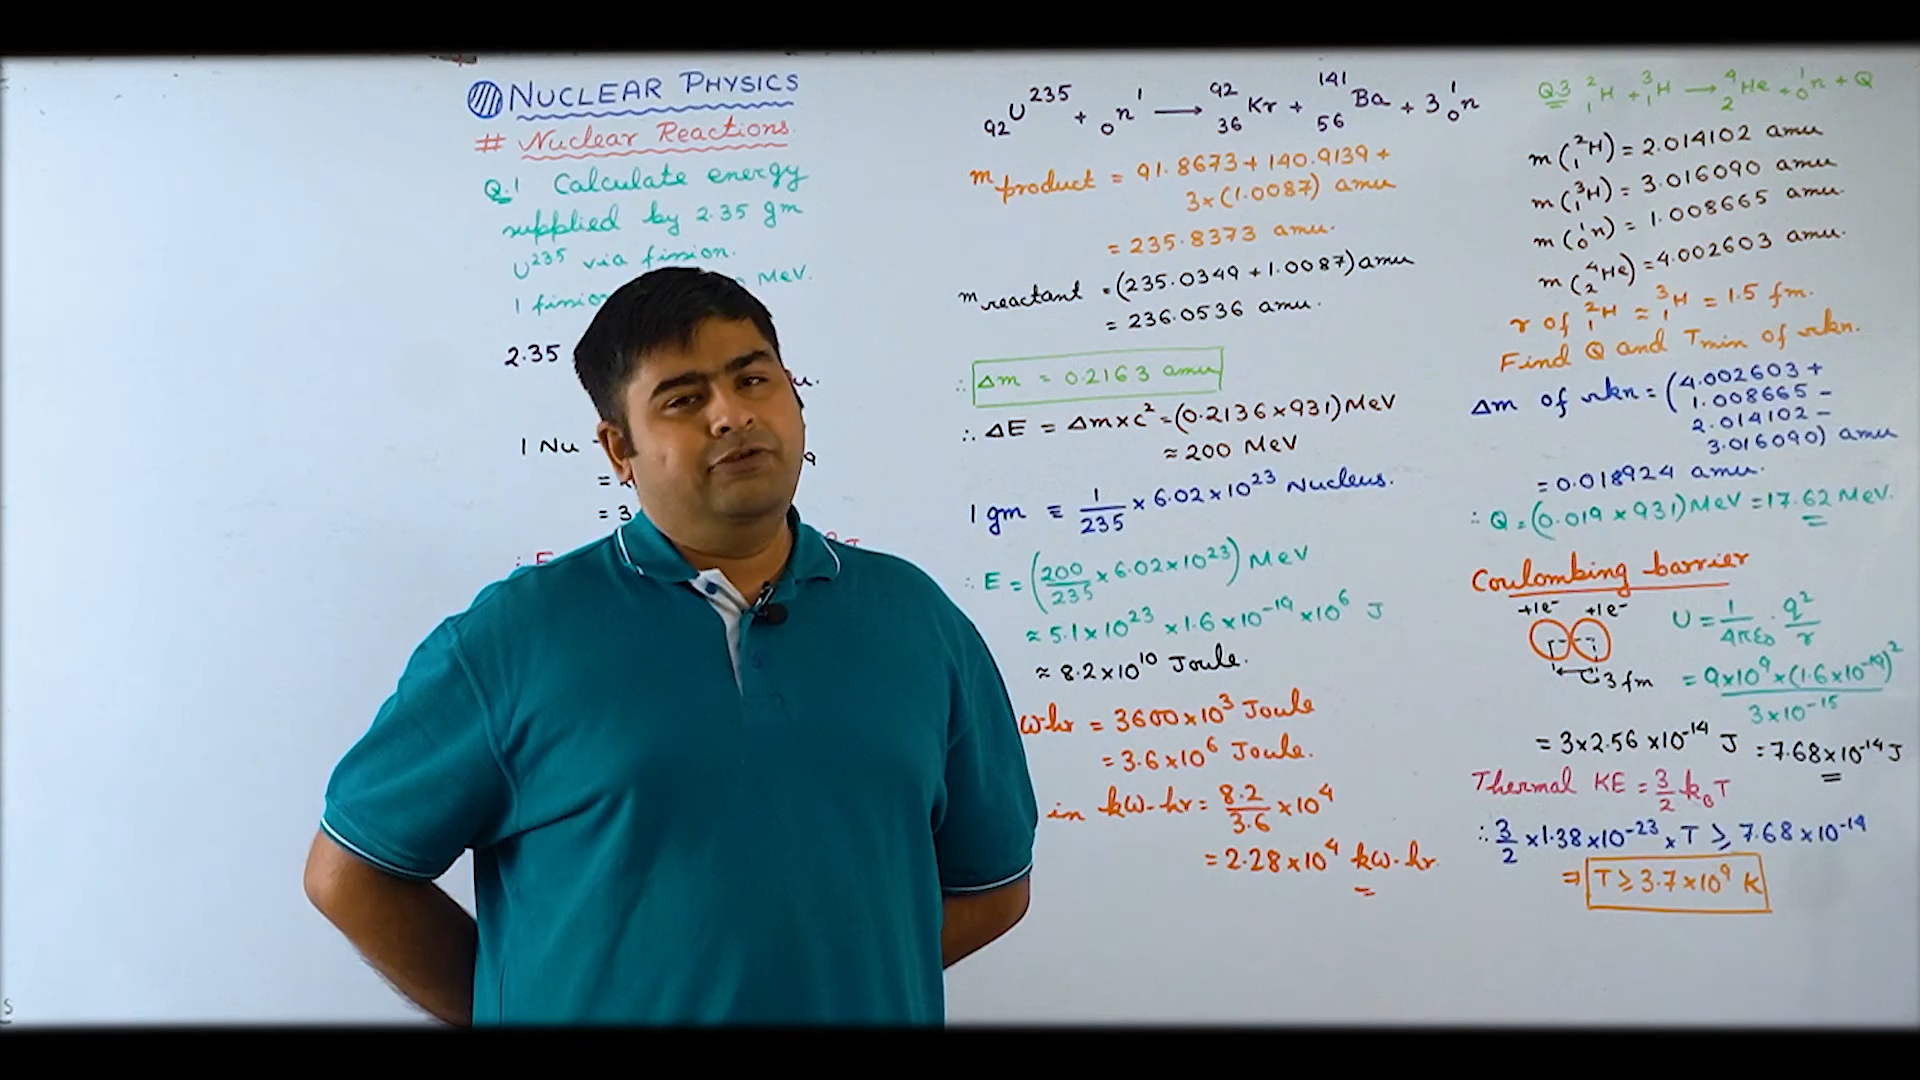 NUCLEAR PHYSICS
# Nuclear Reactions
Q.1 Calculate energy
supplied by 2.35 gm
U²³⁵ via fission.
1 MeV.
2.35
1 Nu
=
= 3
∴ E
₉₂U²³⁵ + ₀n¹ → ⁹²₃₆Kr + ¹⁴¹₅₆Ba + 3 ¹₀n
m product = 91.8673 + 140.9139 +
3×(1.0087) amu
= 235.8373 amu.
m reactant = (235.0349 + 1.0087) amu
= 236.0536 amu.
∴ Δm = 0.2163 amu
∴ ΔE = Δm×c² = (0.2136×931) MeV
≈ 200 MeV
1 gm ≡ 1/235 × 6.02×10²³ Nucleus.
∴ E = (200/235 × 6.02×10²³) MeV
≈ 5.1×10²³ ×1.6×10⁻¹⁹×10⁶ J
≈ 8.2×10¹⁰ Joule.
W-hr = 3600×10³ Joule
= 3.6×10⁶ Joule.
in kW-hr = 8.2/3.6 ×10⁴
= 2.28×10⁴ kW-hr.
Q.3 ²₁H + ³₁H → ⁴₂He + ¹₀n + Q
m(²₁H) = 2.014102 amu
m(³₁H) = 3.016090 amu
m(¹₀n) = 1.008665 amu.
m(⁴₂He) = 4.002603 amu.
r of ²₁H ≈ ³₁H = 1.5 fm.
Find Q and Tmin of rxn.
Δm of rxn = (4.002603 +
1.008665 -
2.014102 -
3.016090) amu
= 0.018924 amu.
∴ Q = (0.019 × 931) MeV = 17.62 MeV.
Coulombing barrier
+1e⁻ +1e⁻
3 fm
U = 1/4πε₀ · q²/r
= 9×10⁹×(1.6×10⁻¹⁹)²/3×10⁻¹⁵
= 3×2.56×10⁻¹⁴ J = 7.68×10⁻¹⁴ J
Thermal KE = 3/2 kBT
∴ 3/2 ×1.38×10⁻²³ × T ≥ 7.68×10⁻¹⁴
⇒ T ≥ 3.7×10⁹ K